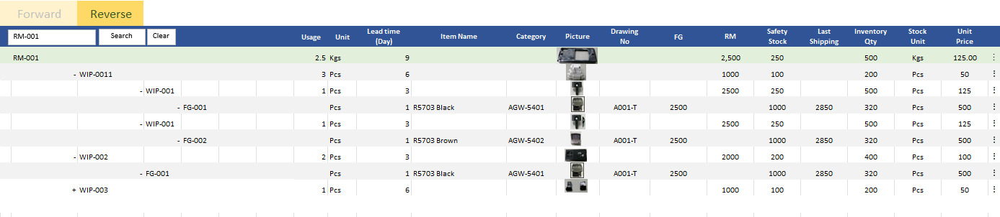 Forward Reverse
RM-001 Search Clear Usage Unit Lead time (Day) Item Name Category Picture Drawing No FG RM Safety Stock Last Shipping Inventory Qty Stock Unit Unit Price
RM-001 2.5 Kgs 9 2,500 250 500 Kgs 125.00
- WIP-0011 3 Pcs 6 1000 100 200 Pcs 50
- WIP-001 1 Pcs 3 2500 250 500 Pcs 125
- FG-001 Pcs 1 R5703 Black AGW-5401 A001-T 2500 1000 2850 320 Pcs 500
- WIP-001 1 Pcs 3 2500 250 500 Pcs 125
- FG-002 Pcs 1 R5703 Brown AGW-5402 A001-T 2500 1000 2850 320 Pcs 500
- WIP-002 2 Pcs 3 2000 200 400 Pcs 100
- FG-001 Pcs 1 R5703 Black AGW-5401 A001-T 2500 1000 2850 320 Pcs 500
+ WIP-003 1 Pcs 6 1000 100 200 Pcs 50